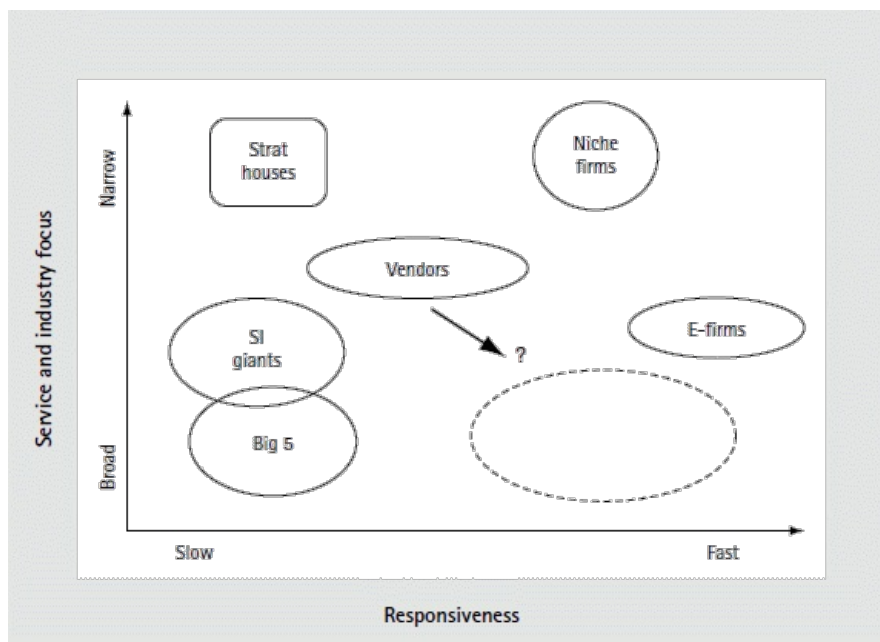 Strat
houses
Niche
firms
Narrow
Vendors
E-firms
SI
giants
?
Service and industry focus
Big 5
Broad
Slow
Fast
Responsiveness